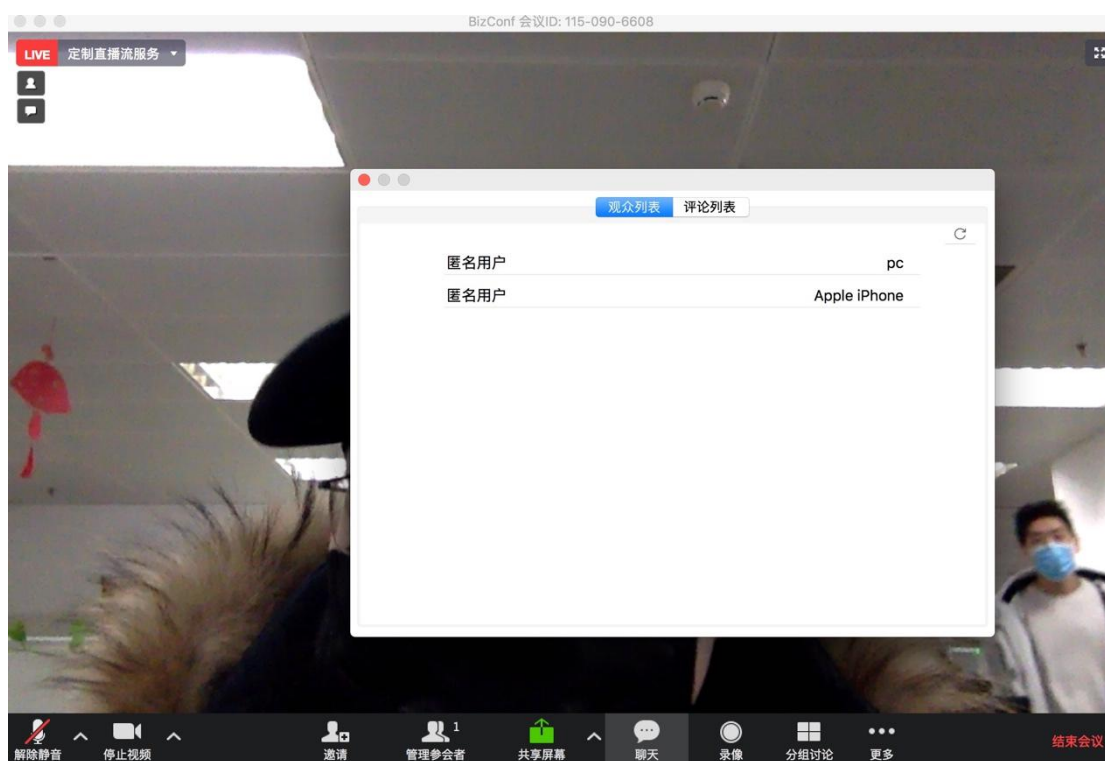 BizConf 会议ID: 115-090-6608
LIVE 定制直播流服务
观众列表 评论列表
匿名用户 pc
匿名用户 Apple iPhone
1
解除静音 停止视频 邀请 管理参会者 共享屏幕 聊天 录像 分组讨论 更多 结束会议